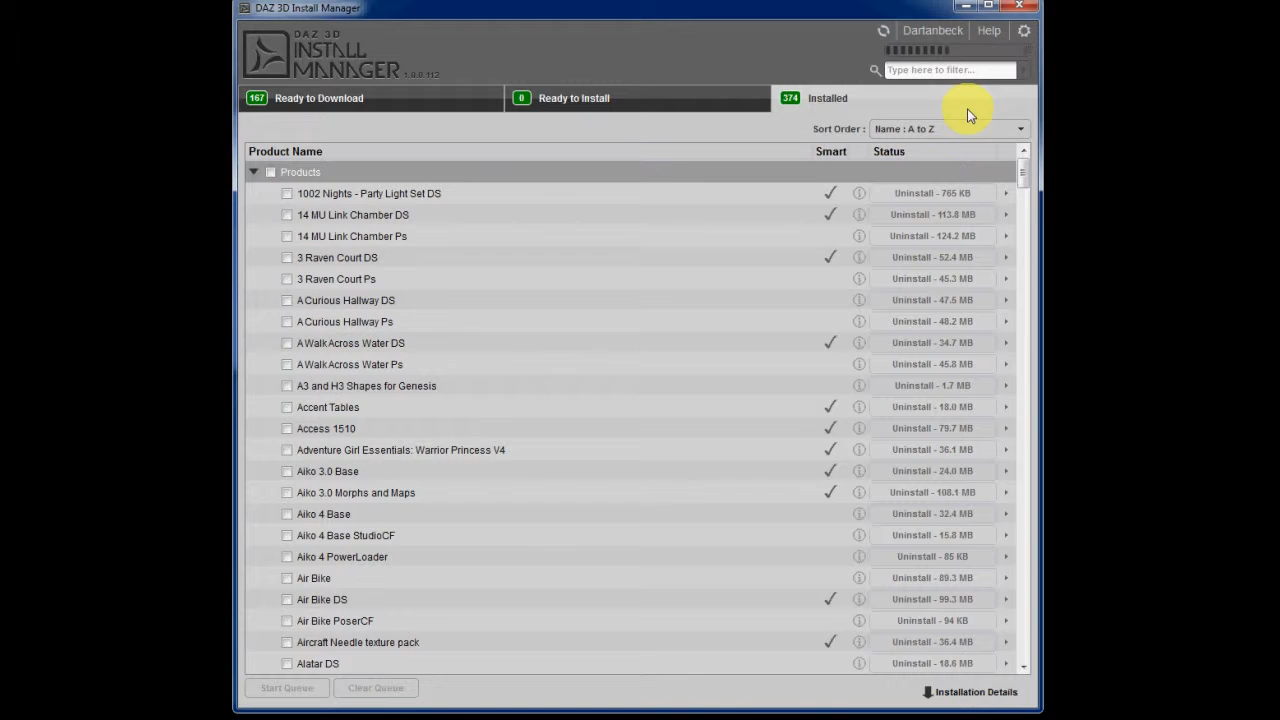 DAZ 3D Install Manager
DAZ 3D
INSTALL
MANAGER 1.0.0.112
Dartanbeck Help
Type here to filter...
167 Ready to Download 0 Ready to Install 374 Installed
Sort Order : Name : A to Z
Product Name Smart Status
Products
1002 Nights - Party Light Set DS Uninstall - 765 KB
14 MU Link Chamber DS Uninstall - 113.8 MB
14 MU Link Chamber Ps Uninstall - 124.2 MB
3 Raven Court DS Uninstall - 52.4 MB
3 Raven Court Ps Uninstall - 45.3 MB
A Curious Hallway DS Uninstall - 47.5 MB
A Curious Hallway Ps Uninstall - 48.2 MB
A Walk Across Water DS Uninstall - 34.7 MB
A Walk Across Water Ps Uninstall - 45.8 MB
A3 and H3 Shapes for Genesis Uninstall - 1.7 MB
Accent Tables Uninstall - 18.0 MB
Access 1510 Uninstall - 79.7 MB
Adventure Girl Essentials: Warrior Princess V4 Uninstall - 36.1 MB
Aiko 3.0 Base Uninstall - 24.0 MB
Aiko 3.0 Morphs and Maps Uninstall - 108.1 MB
Aiko 4 Base Uninstall - 32.4 MB
Aiko 4 Base StudioCF Uninstall - 15.8 MB
Aiko 4 PowerLoader Uninstall - 85 KB
Air Bike Uninstall - 89.3 MB
Air Bike DS Uninstall - 99.3 MB
Air Bike PoserCF Uninstall - 94 KB
Aircraft Needle texture pack Uninstall - 36.4 MB
Alatar DS Uninstall - 18.6 MB
Start Queue Clear Queue Installation Details